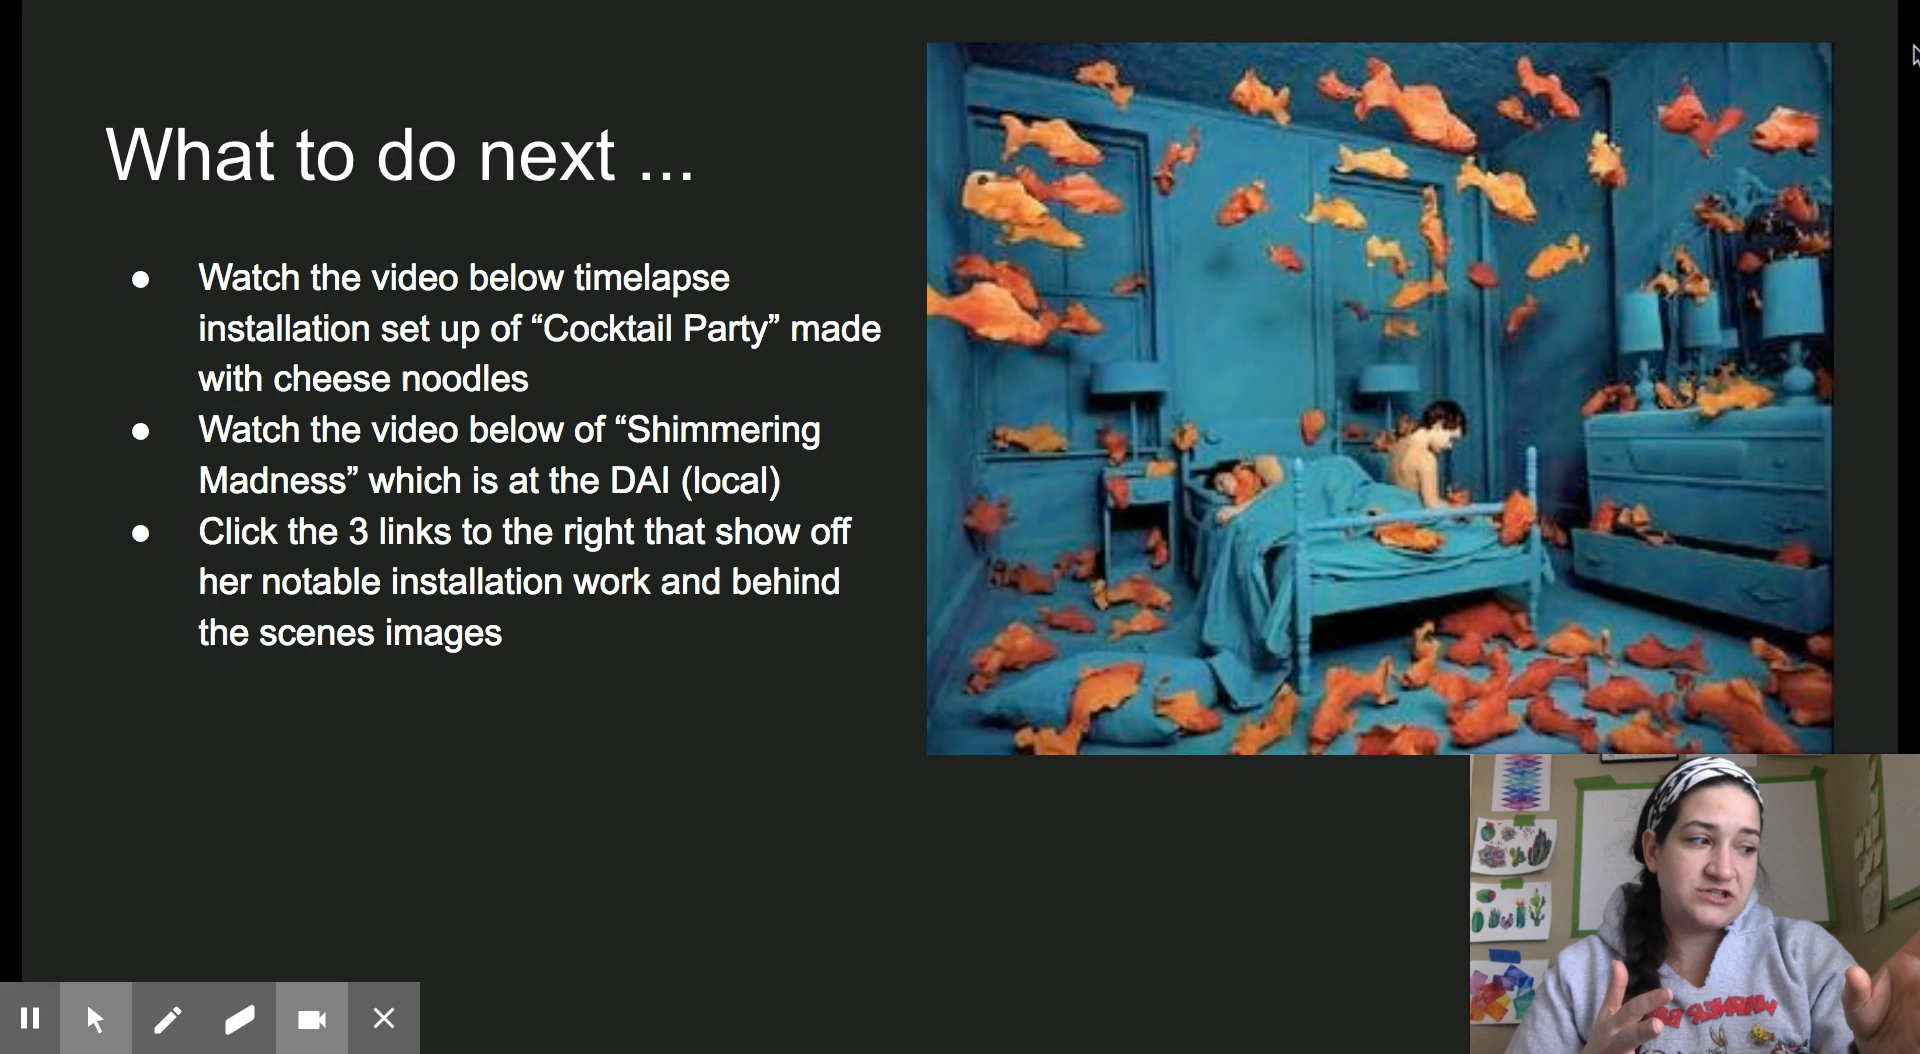 What to do next ...
● Watch the video below timelapse
installation set up of “Cocktail Party” made
with cheese noodles
● Watch the video below of “Shimmering
Madness” which is at the DAI (local)
● Click the 3 links to the right that show off
her notable installation work and behind
the scenes images